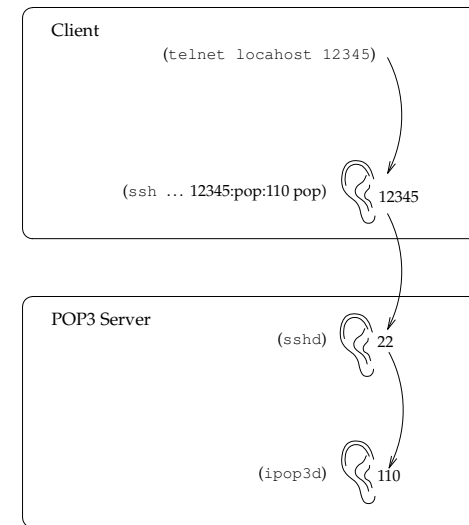 Client
(telnet locahost 12345)
(ssh ... 12345:pop:110 pop)
12345
POP3 Server
(sshd)
22
(ipop3d)
110